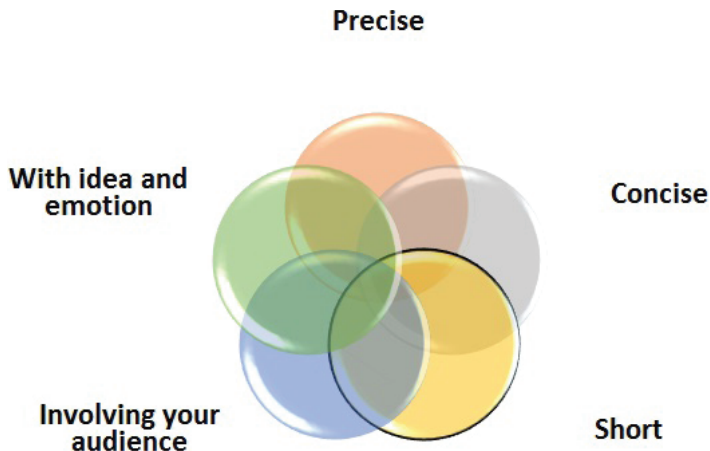 Precise
With idea and
emotion
Concise
Involving your
audience
Short